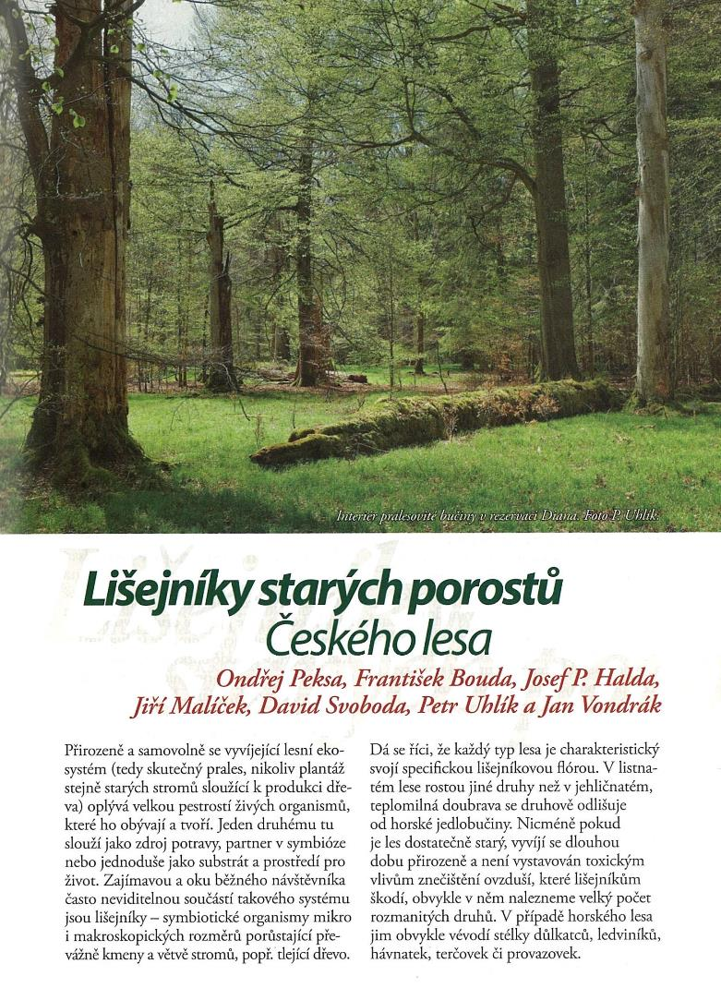 Interiér pralesovité bučiny v rezervaci Diana. Foto P. Uhlík.
Lišejníky starých porostů
Českého lesa
Ondřej Peksa, František Bouda, Josef P. Halda,
Jiří Malíček, David Svoboda, Petr Uhlík a Jan Vondrák
Přirozeně a samovolně se vyvíjející lesní eko-
systém (tedy skutečný prales, nikoliv plantáž
stejně starých stromů sloužící k produkci dře-
va) oplývá velkou pestrostí živých organismů,
které ho obývají a tvoří. Jeden druhému tu
slouží jako zdroj potravy, partner v symbióze
nebo jednoduše jako substrát a prostředí pro
život. Zajímavou a oku běžného návštěvníka
často neviditelnou součástí takového systému
jsou lišejníky – symbiotické organismy mikro
i makroskopických rozměrů porůstající pře-
vážně kmeny a větve stromů, popř. tlející dřevo.
Dá se říci, že každý typ lesa je charakteristický
svojí specifickou lišejníkovou flórou. V listna-
tém lese rostou jiné druhy než v jehličnatém,
teplomilná doubrava se druhově odlišuje
od horské jedlobučiny. Nicméně pokud
je les dostatečně starý, vyvíjí se dlouhou
dobu přirozeně a není vystavován toxickým
vlivům znečištění ovzduší, které lišejníkům
škodí, obvykle v něm nalezneme velký počet
rozmanitých druhů. V případě horského lesa
jim obvykle vévodí stélky důlkatců, ledviníků,
hávnatek, terčovek či provazovek.